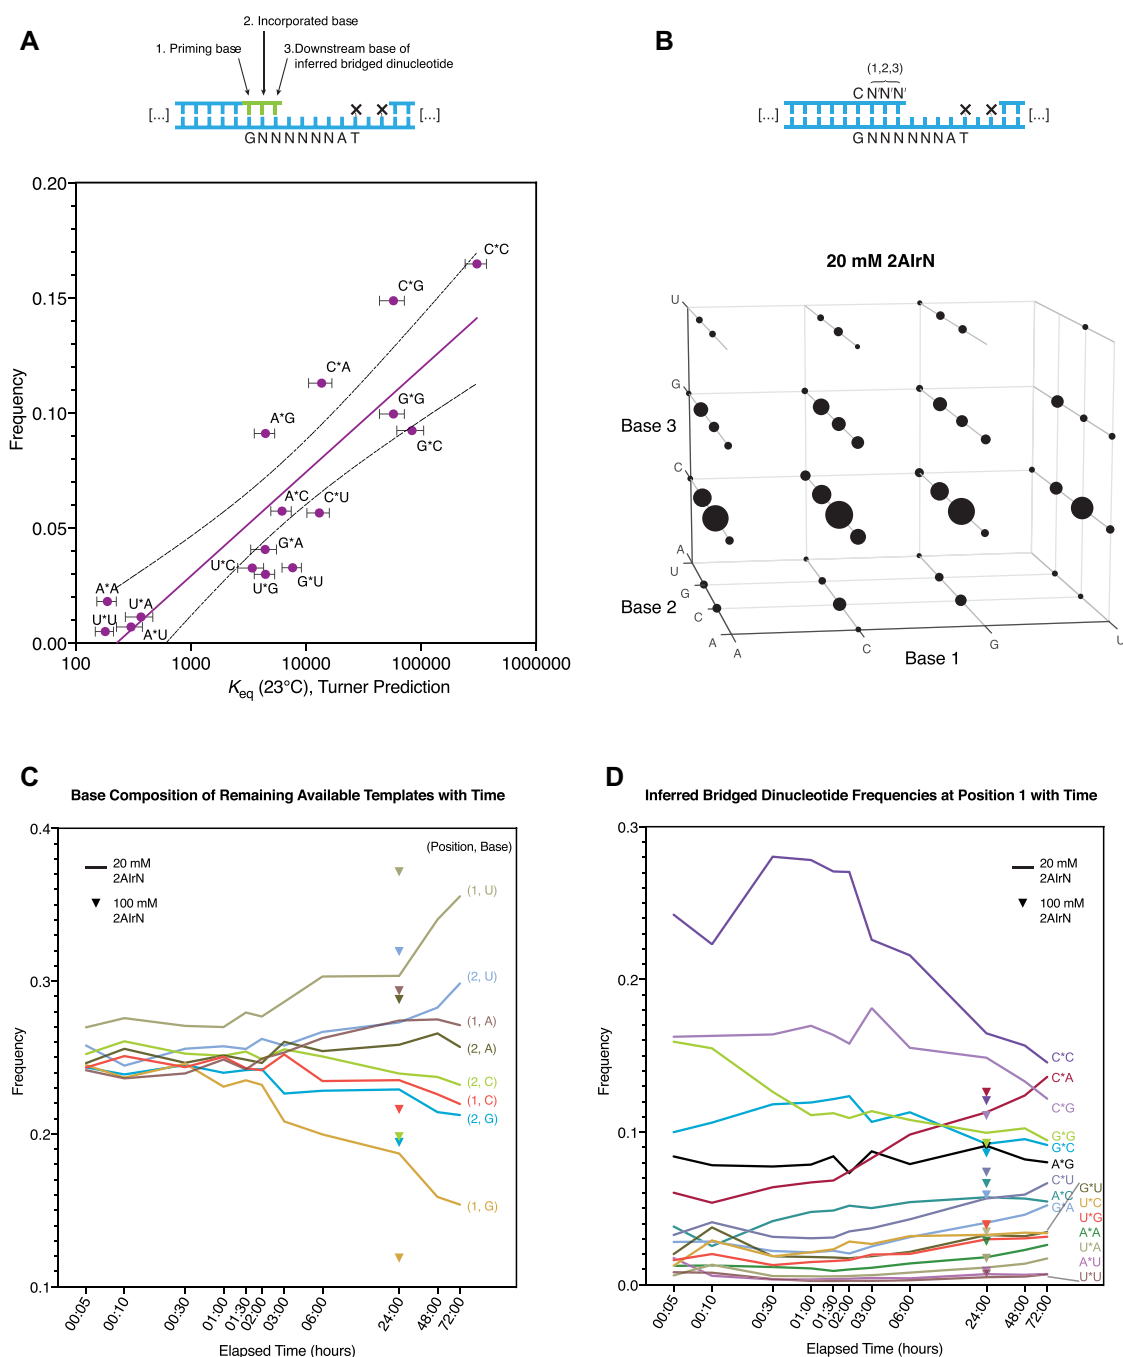 A
2. Incorporated base
1. Priming base
3.Downstream base of
inferred bridged dinucleotide
[...]
[...]
GNNNNNNAT
0.20
0.15
0.10
0.05
0.00
Frequency
C*C
C*G
C*A
G*G
A*G
G*C
A*C
C*U
G*A
U*C
U*G
G*U
A*A
U*A
U*U
A*U
100
1000
10000
100000
1000000
Keq (23°C), Turner Prediction
B
(1,2,3)
C N'N'N'
[...]
[...]
GNNNNAT
20 mM 2AIrN
U
G
Base 3
C
A
U
G
Base 2
C
A
A
C
G
U
Base 1
C
Base Composition of Remaining Available Templates with Time
0.4
0.3
0.2
0.1
Frequency
(Position, Base)
20 mM
2AIrN
100 mM
2AIrN
(1, U)
(2, U)
(1, A)
(2, A)
(2, C)
(1, C)
(2, G)
(1, G)
00:05
00:10
00:30
01:00
01:30
02:00
03:00
06:00
24:00
48:00
72:00
Elapsed Time (hours)
D
Inferred Bridged Dinucleotide Frequencies at Position 1 with Time
0.3
0.2
0.1
0.0
Frequency
20 mM
2AIrN
100 mM
2AIrN
C*C
C*A
C*G
G*G
G*C
A*G
C*U
G*U
A*C
U*C
G*A
U*G
A*A
U*A
A*U
U*U
00:05
00:10
00:30
01:00
01:30
02:00
03:00
06:00
24:00
48:00
72:00
Elapsed Time (hours)